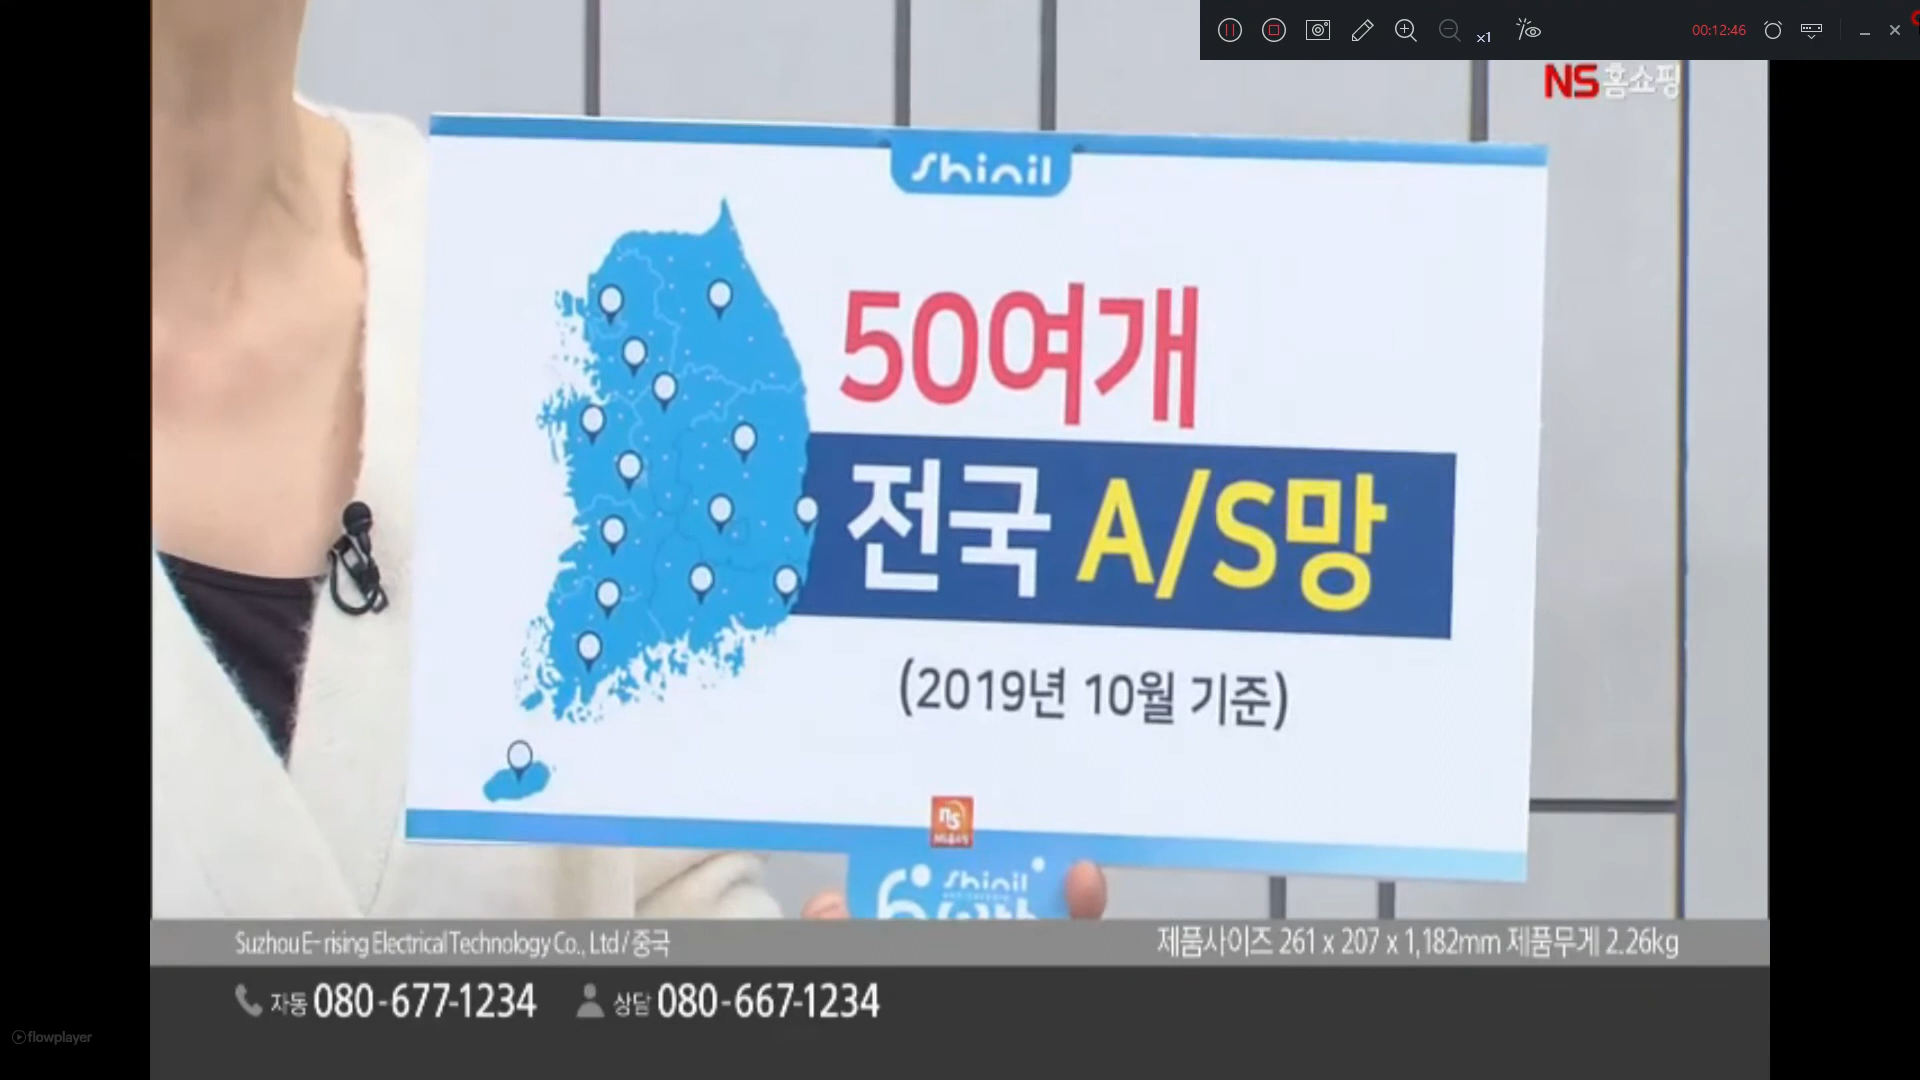 x1
00:12:46
NS홈쇼핑
Shinil
50여개
전국 A/S망
(2019년 10월 기준)
ns
Shinil
Suzhou E-rising Electrical Technology Co., Ltd / 중국
제품사이즈 261 x 207 x 1,182mm 제품무게 2.26kg
자동 080-677-1234 상담 080-667-1234
flowplayer